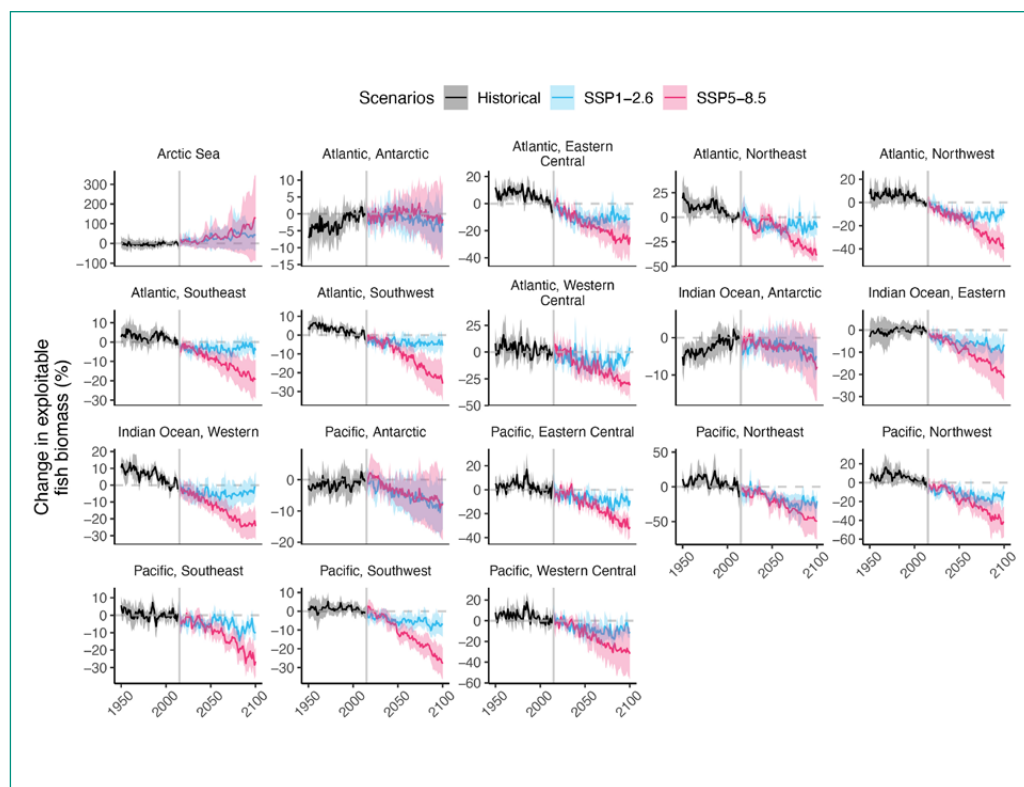 Scenarios Historical SSP1−2.6 SSP5−8.5
Change in exploitable
fish biomass (%)
Arctic Sea
300
200
100
0
−100
Atlantic, Antarctic
10
5
0
−5
−10
−15
Atlantic, Eastern
Central
20
0
−20
−40
Atlantic, Northeast
25
0
−25
−50
Atlantic, Northwest
20
0
−20
−40
Atlantic, Southeast
10
0
−10
−20
−30
Atlantic, Southwest
10
0
−10
−20
−30
Atlantic, Western
Central
25
0
−25
−50
Indian Ocean, Antarctic
0
−10
Indian Ocean, Eastern
0
−10
−20
−30
Indian Ocean, Western
20
10
0
−10
−20
−30
Pacific, Antarctic
0
−10
−20
Pacific, Eastern Central
20
0
−20
−40
Pacific, Northeast
50
0
−50
1950 2000 2050 2100
Pacific, Northwest
20
0
−20
−40
−60
1950 2000 2050 2100
Pacific, Southeast
10
0
−10
−20
−30
1950 2000 2050 2100
Pacific, Southwest
10
0
−10
−20
−30
1950 2000 2050 2100
Pacific, Western Central
20
0
−20
−40
−60
1950 2000 2050 2100